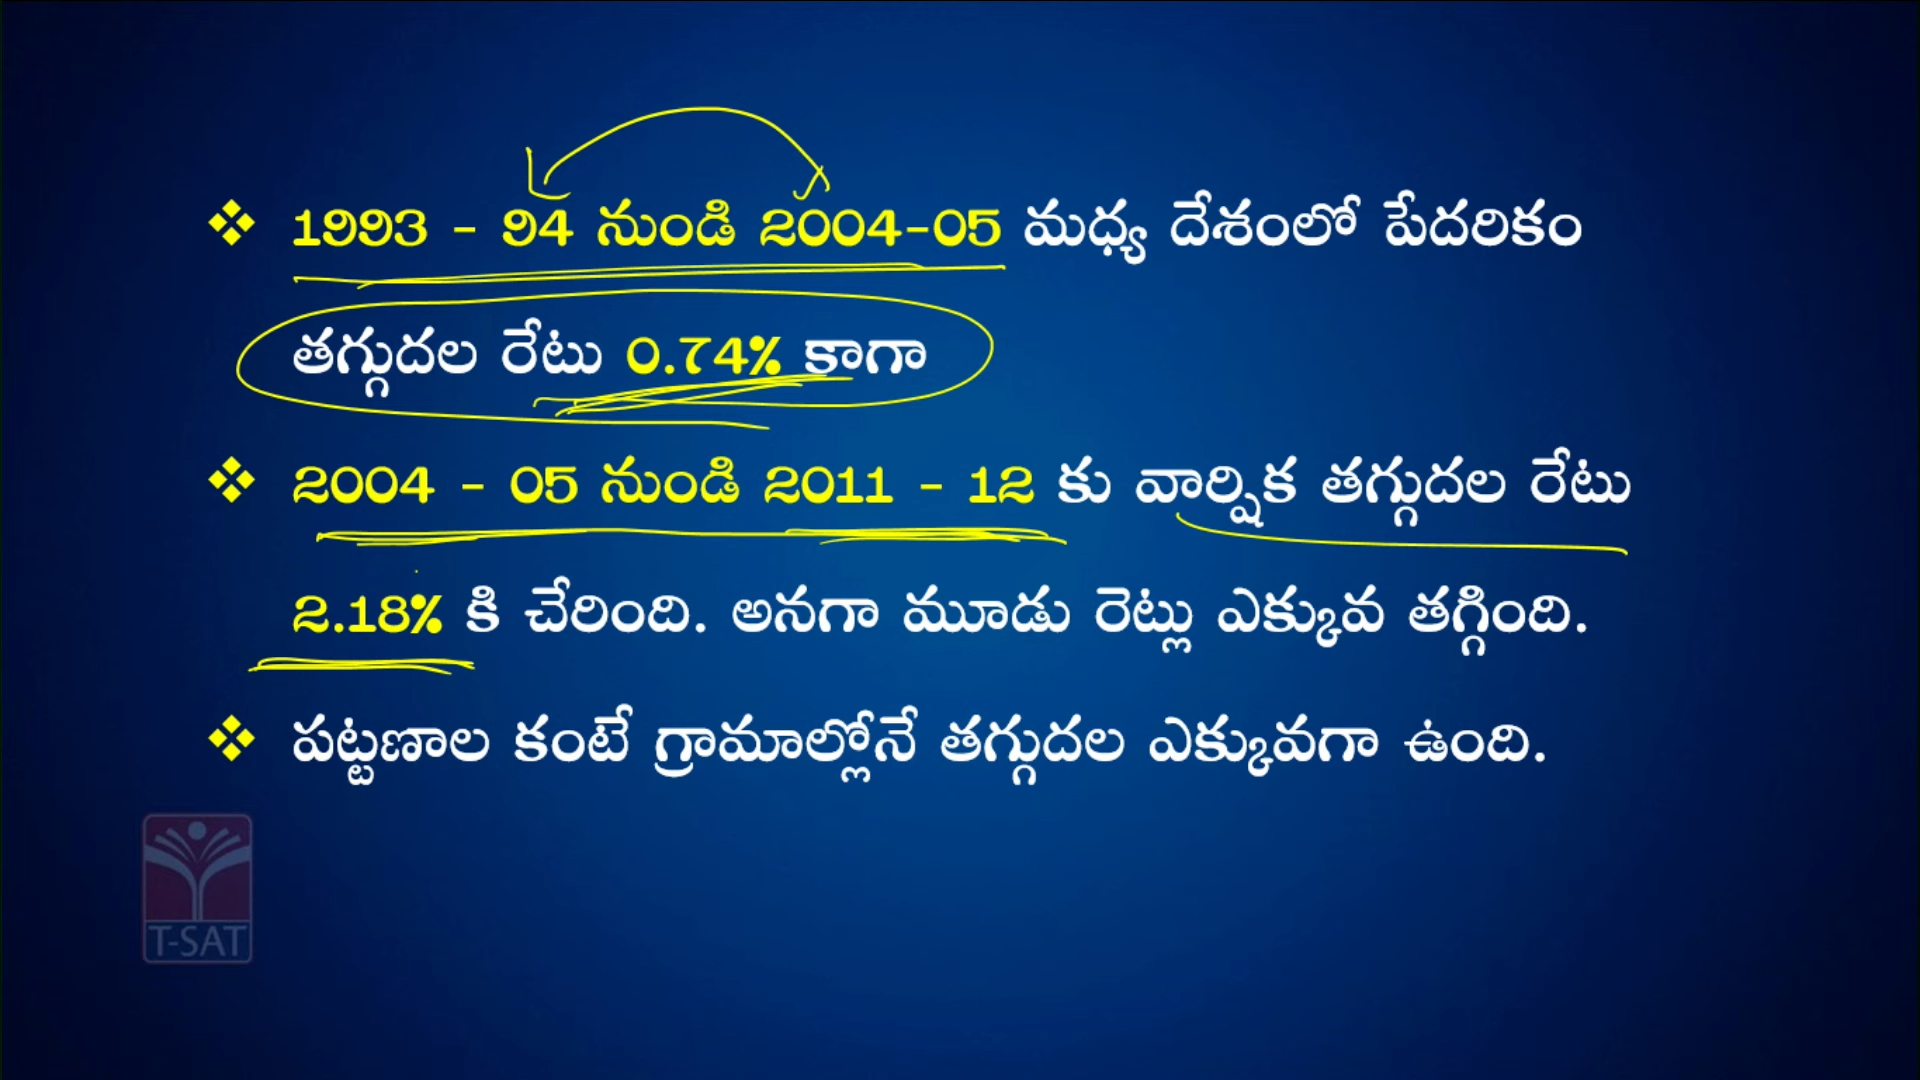 ❖ 1993 - 94 నుండి 2004-05 మధ్య దేశంలో పేదరికం
తగ్గుదల రేటు 0.74% కాగా
❖ 2004 - 05 నుండి 2011 - 12 కు వార్షిక తగ్గుదల రేటు
2.18% కి చేరింది. అనగా మూడు రెట్లు ఎక్కువ తగ్గింది.
❖ పట్టణాల కంటే గ్రామాల్లోనే తగ్గుదల ఎక్కువగా ఉంది.
T-SAT